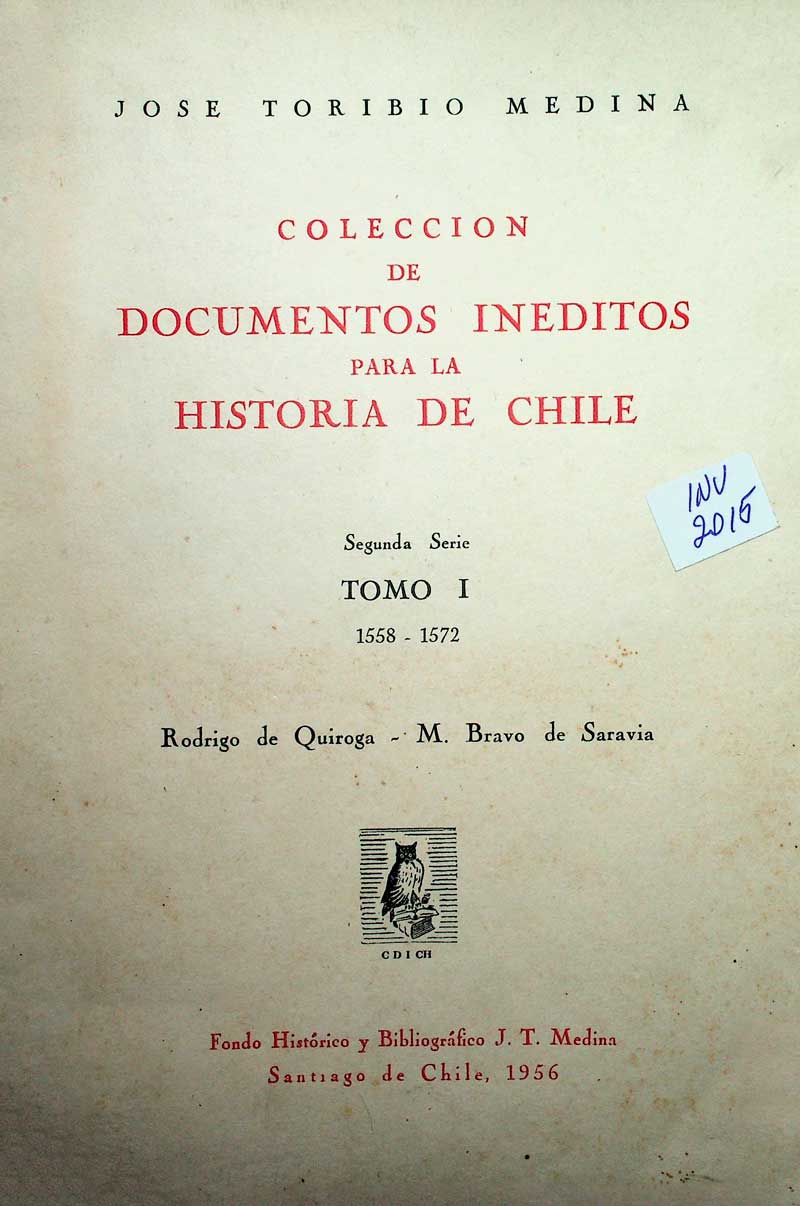 JOSE TORIBIO MEDINA
COLECCION
DE
DOCUMENTOS INEDITOS
PARA LA
HISTORIA DE CHILE
INV
2015
Segunda Serie
TOMO I
1558 - 1572
Rodrigo de Quiroga - M. Bravo de Saravia
CDICH
Fondo Histórico y Bibliográfico J. T. Medina
Santiago de Chile, 1956